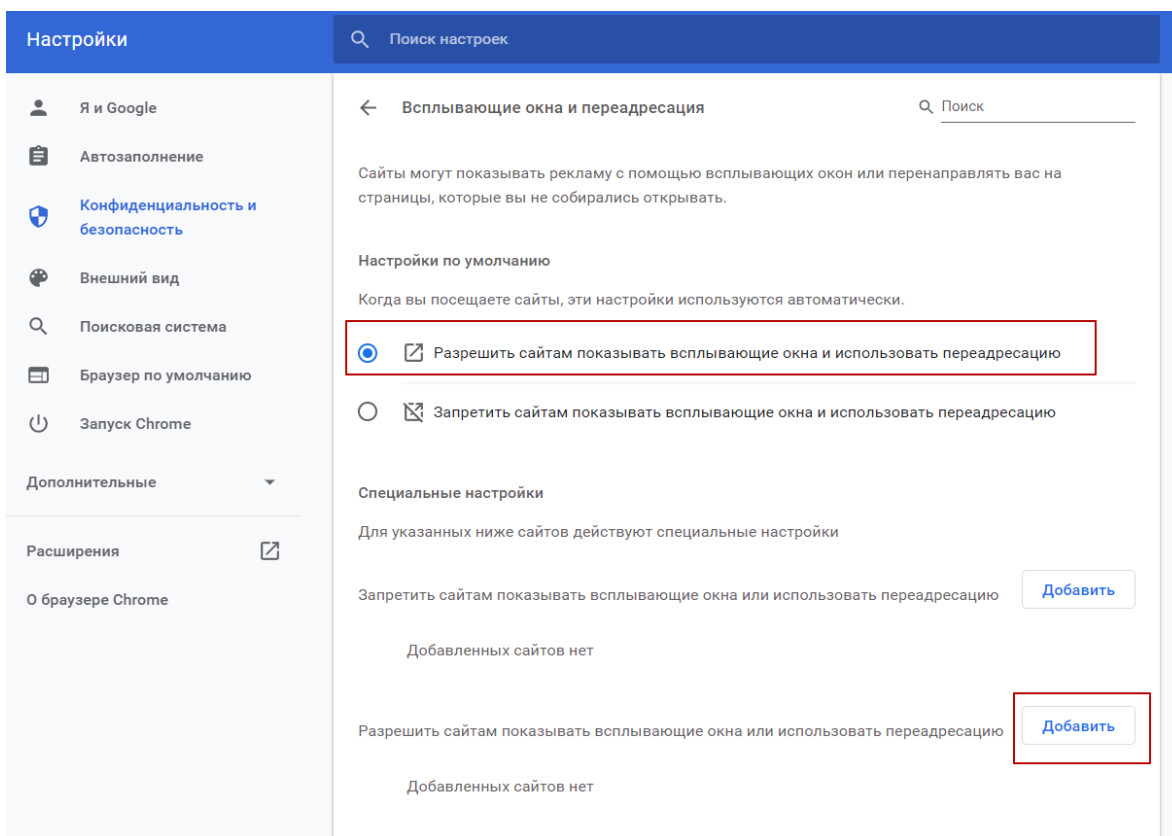 Настройки
Поиск настроек
Я и Google
Автозаполнение
Конфиденциальность и
безопасность
Внешний вид
Поисковая система
Браузер по умолчанию
Запуск Chrome
Дополнительные
Расширения
О браузере Chrome
Всплывающие окна и переадресация
Поиск
Сайты могут показывать рекламу с помощью всплывающих окон или перенаправлять вас на
страницы, которые вы не собирались открывать.
Настройки по умолчанию
Когда вы посещаете сайты, эти настройки используются автоматически.
Разрешить сайтам показывать всплывающие окна и использовать переадресацию
Запретить сайтам показывать всплывающие окна и использовать переадресацию
Специальные настройки
Для указанных ниже сайтов действуют специальные настройки
Запретить сайтам показывать всплывающие окна или использовать переадресацию
Добавить
Добавленных сайтов нет
Разрешить сайтам показывать всплывающие окна или использовать переадресацию
Добавить
Добавленных сайтов нет